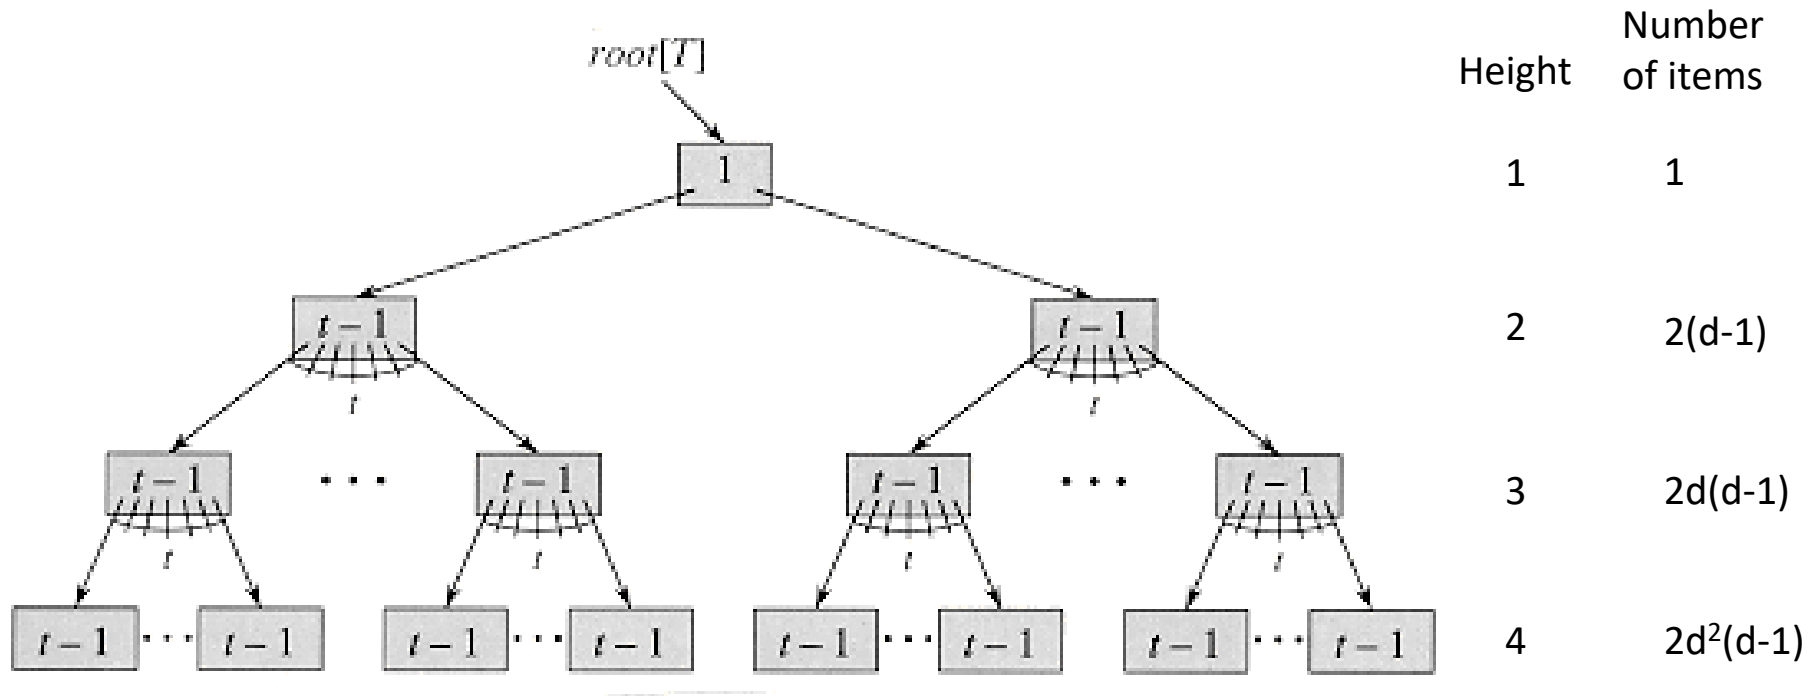 Number
of items
Height
root[T]
1
1
1
t – 1
t – 1
2
2(d-1)
t
t
t – 1
. . .
t – 1
t – 1
. . .
t – 1
3
2d(d-1)
t
t
t
t
t – 1
...
t – 1
t – 1
...
t – 1
t – 1
...
t – 1
t – 1
...
t – 1
4
2d²(d-1)